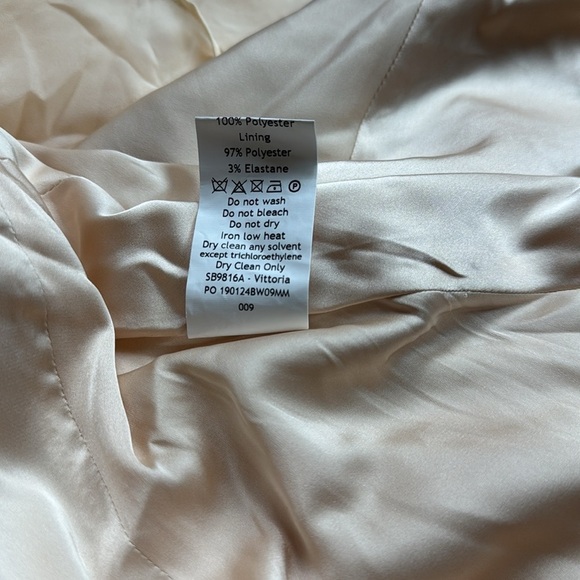 100% Polyester
Lining
97% Polyester
3% Elastane
Do not wash
Do not bleach
Do not dry
Iron low heat
Dry clean any solvent
except trichloroethylene
Dry Clean Only
SB9816A - Vittoria
PO 190124BW09MM
009